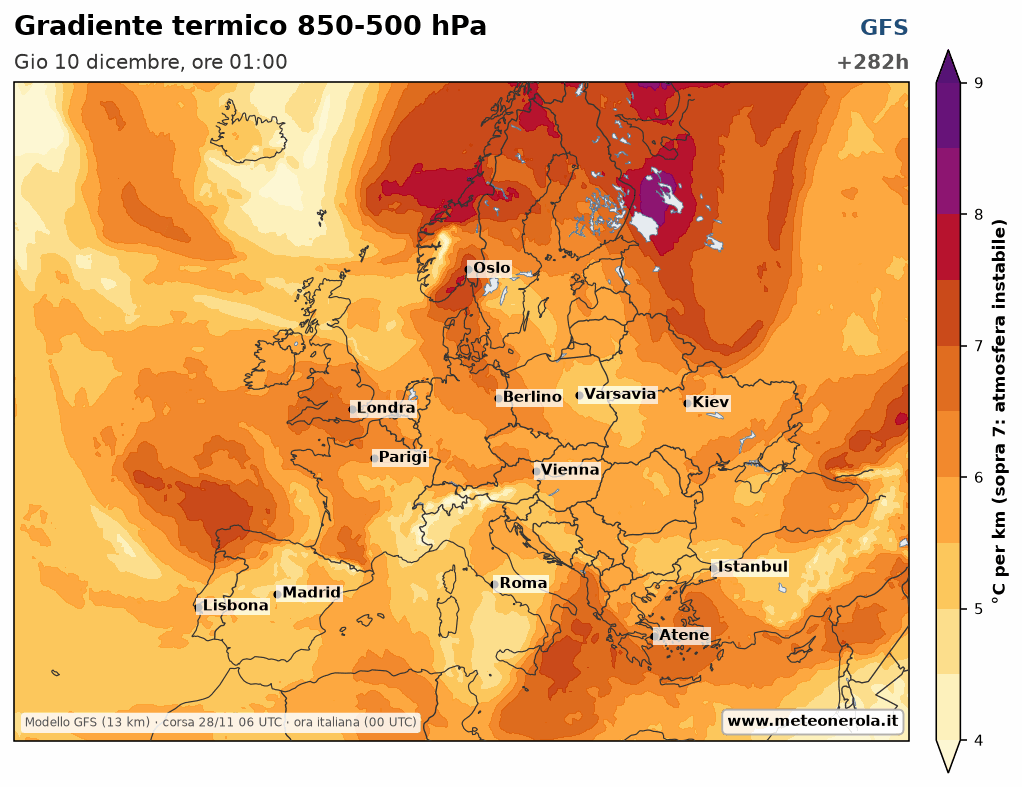 Gradiente termico 850-500 hPa
GFS
Gio 10 dicembre, ore 01:00
+282h
Oslo
Berlino
Varsavia
Kiev
Londra
Parigi
Vienna
Istanbul
Roma
Madrid
Lisbona
Atene
Modello GFS (13 km) · corsa 28/11 06 UTC · ora italiana (00 UTC)
www.meteonerola.it
9
8
7
6
5
4
°C per km (sopra 7: atmosfera instabile)